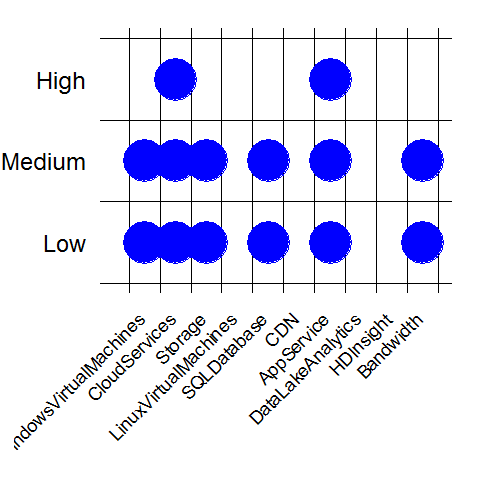 High
Medium
Low
ndowsVirtualMachines
CloudServices
Storage
LinuxVirtualMachines
SQLDatabase
CDN
AppService
DataLakeAnalytics
HDInsight
Bandwidth